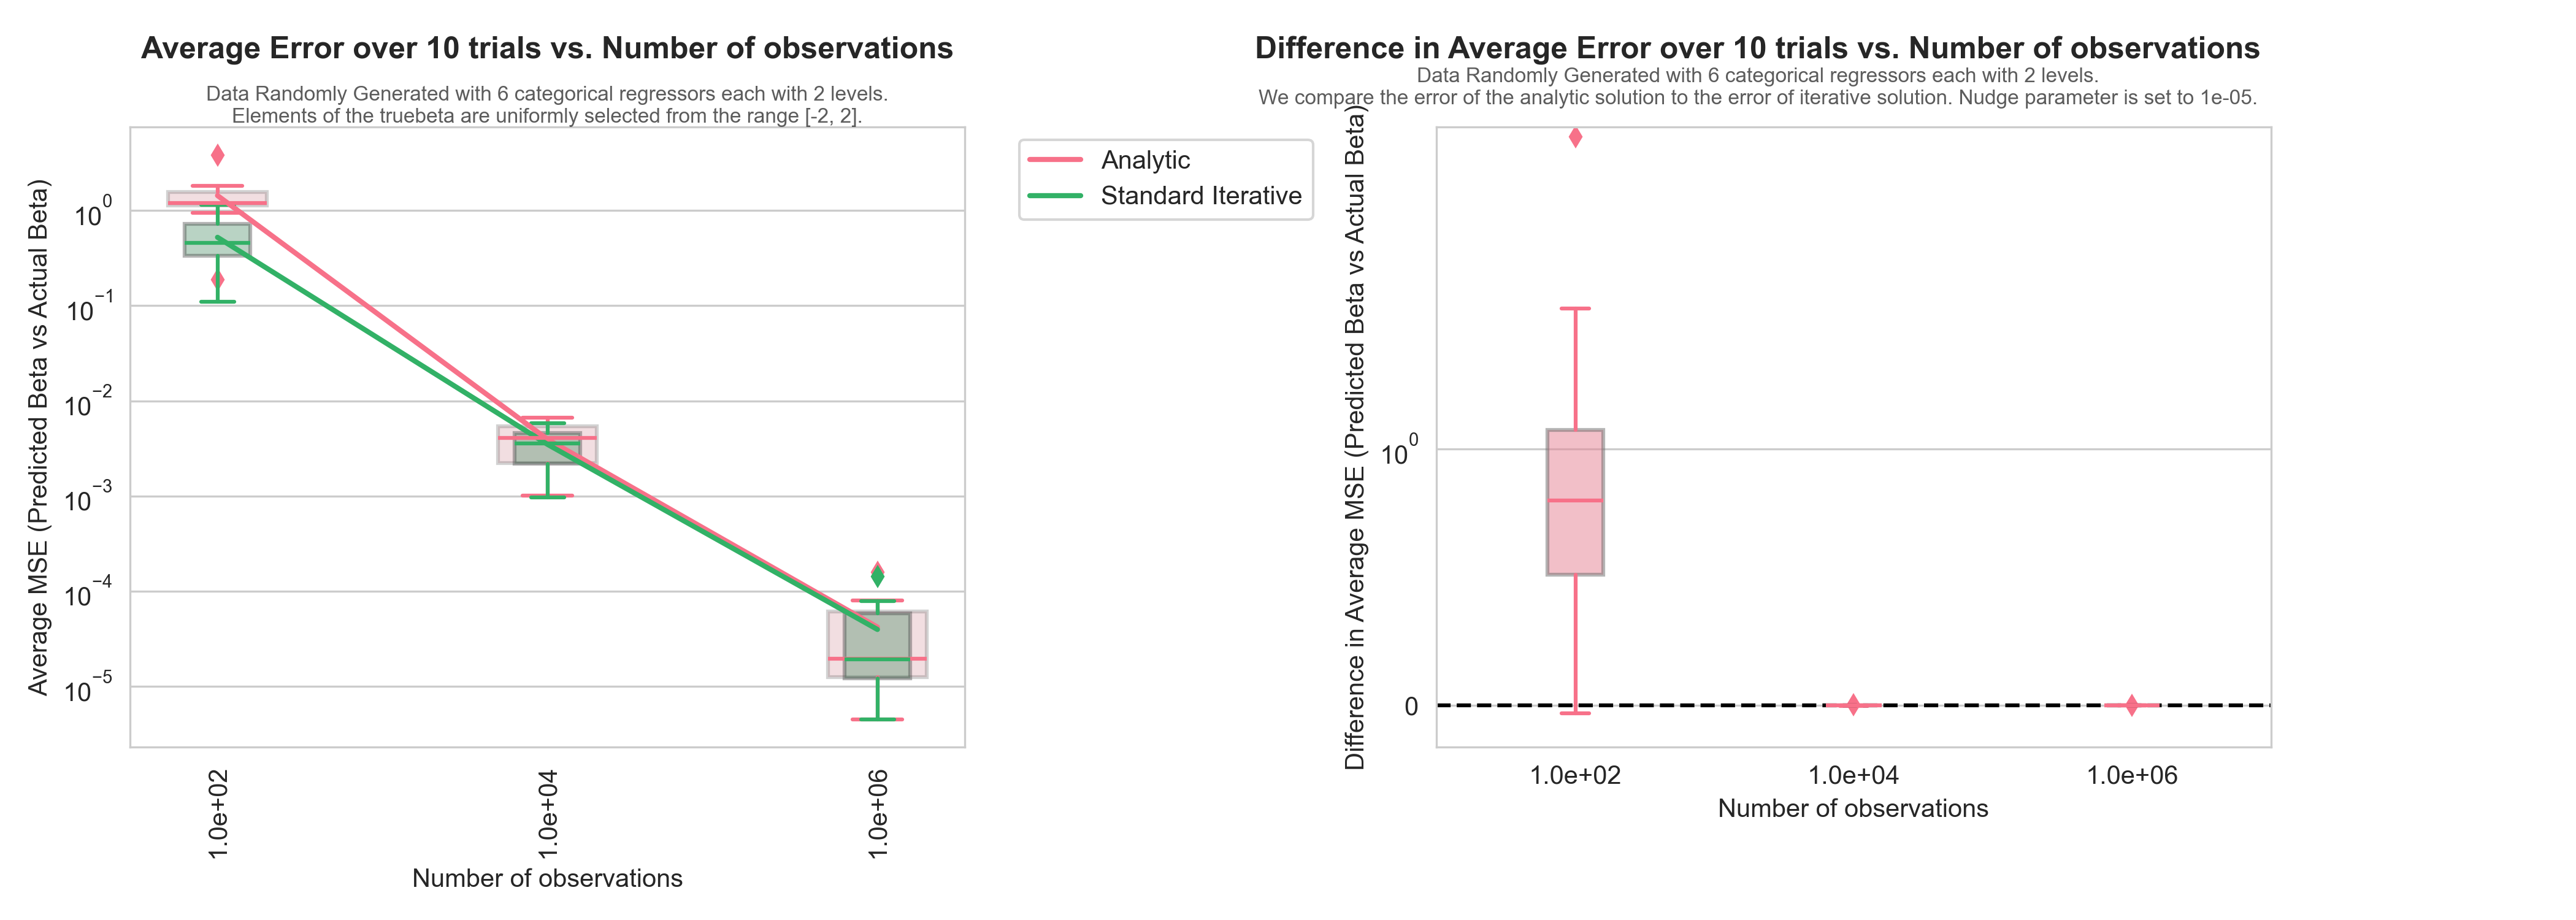 Average Error over 10 trials vs. Number of observations
Data Randomly Generated with 6 categorical regressors each with 2 levels.
Elements of the truebeta are uniformly selected from the range [-2, 2].
Average MSE (Predicted Beta vs Actual Beta)
10^0
10^−1
10^−2
10^−3
10^−4
10^−5
1.0e+02
1.0e+04
1.0e+06
Number of observations
Analytic
Standard Iterative
Difference in Average Error over 10 trials vs. Number of observations
Data Randomly Generated with 6 categorical regressors each with 2 levels.
We compare the error of the analytic solution to the error of iterative solution. Nudge parameter is set to 1e-05.
Difference in Average MSE (Predicted Beta vs Actual Beta)
10^0
0
1.0e+02
1.0e+04
1.0e+06
Number of observations